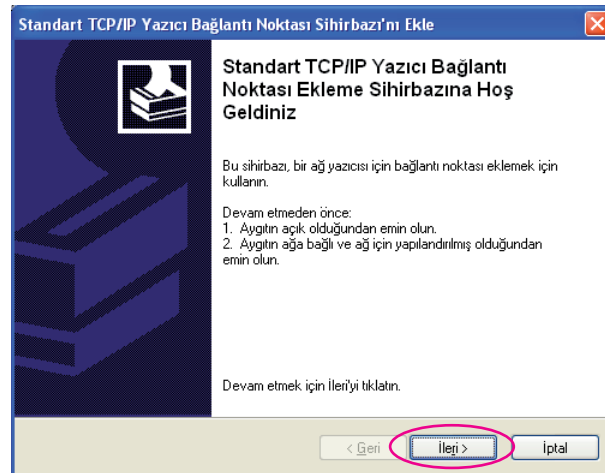 Standart TCP/IP Yazıcı Bağlantı Noktası Sihirbazı'nı Ekle
Standart TCP/IP Yazıcı Bağlantı
Noktası Ekleme Sihirbazına Hoş
Geldiniz
Bu sihirbazı, bir ağ yazıcısı için bağlantı noktası eklemek için
kullanın.
Devam etmeden önce:
1. Aygıtın açık olduğundan emin olun.
2. Aygıtın ağa bağlı ve ağ için yapılandırılmış olduğundan
emin olun.
Devam etmek için İleri'yi tıklatın.
< Geri
İleri >
İptal